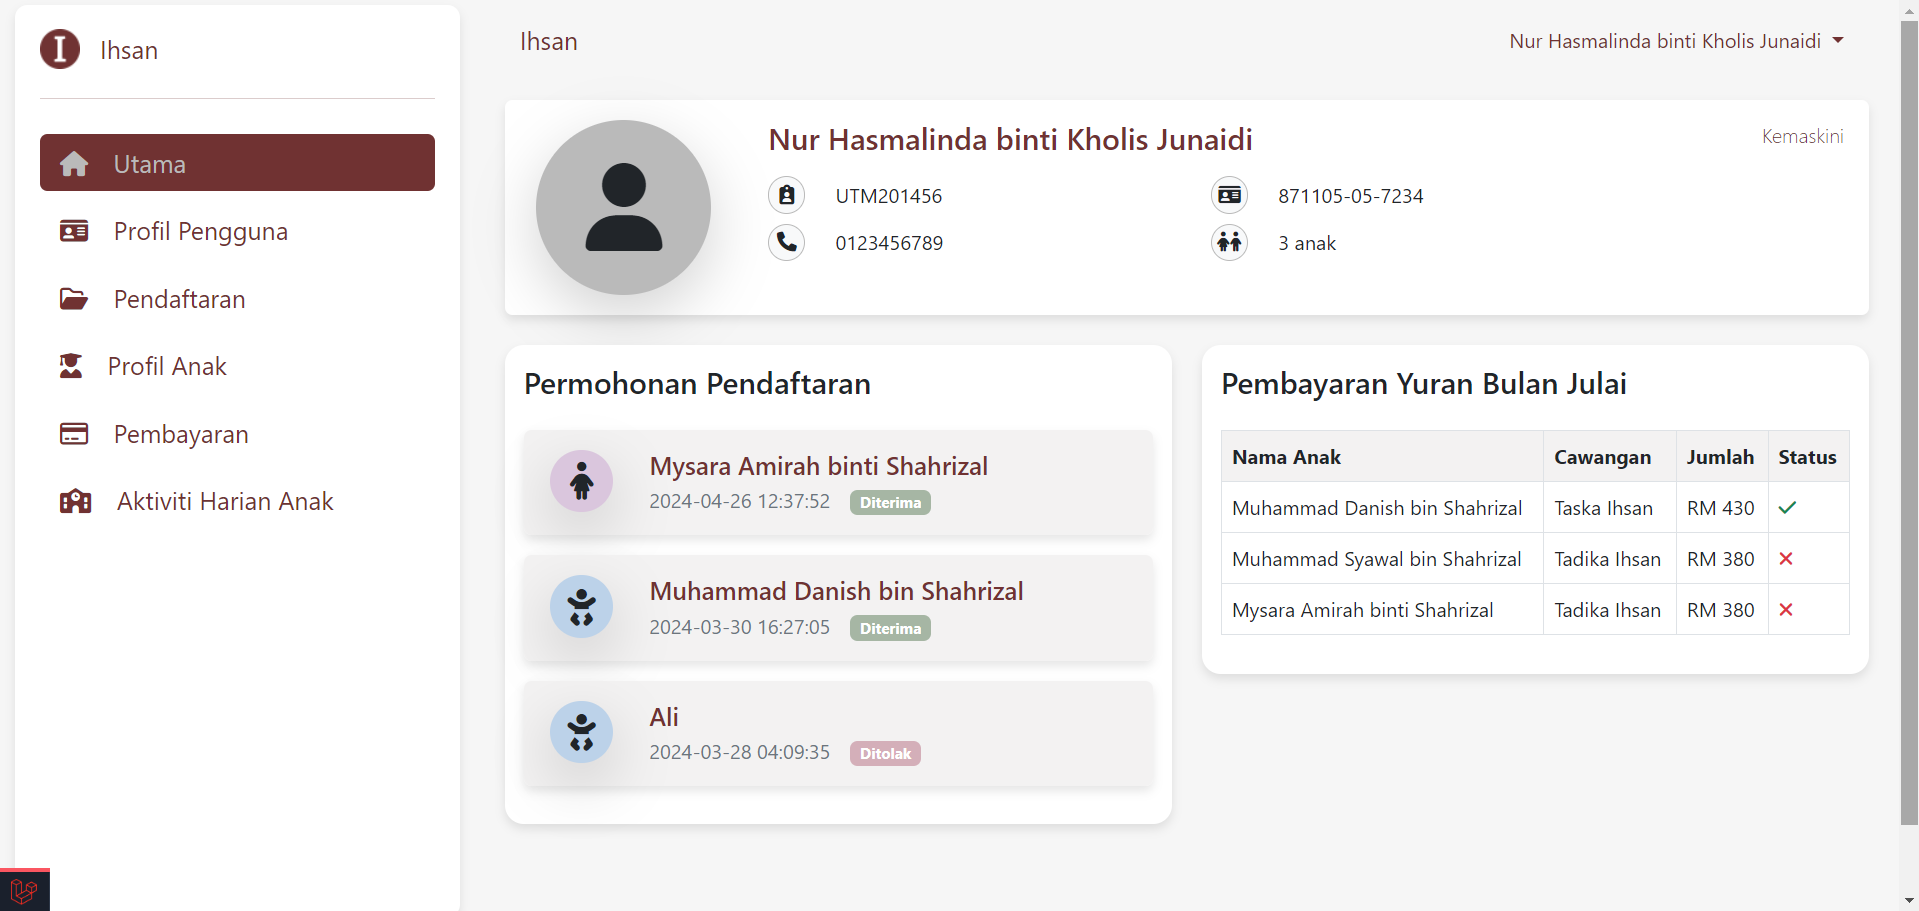 Ihsan
Utama
Profil Pengguna
Pendaftaran
Profil Anak
Pembayaran
Aktiviti Harian Anak
Ihsan
Nur Hasmalinda binti Kholis Junaidi
Nur Hasmalinda binti Kholis Junaidi
Kemaskini
UTM201456
871105-05-7234
0123456789
3 anak
Permohonan Pendaftaran
Mysara Amirah binti Shahrizal
2024-04-26 12:37:52 Diterima
Muhammad Danish bin Shahrizal
2024-03-30 16:27:05 Diterima
Ali
2024-03-28 04:09:35 Ditolak
Pembayaran Yuran Bulan Julai
Nama Anak Cawangan Jumlah Status
Muhammad Danish bin Shahrizal Taska Ihsan RM 430
Muhammad Syawal bin Shahrizal Tadika Ihsan RM 380
Mysara Amirah binti Shahrizal Tadika Ihsan RM 380